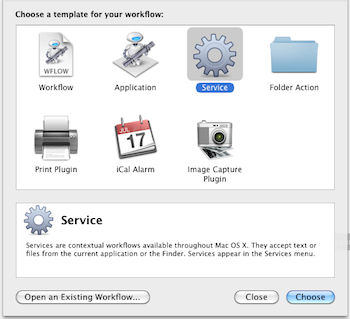 Choose a template for your workflow:
WFLOW
Workflow
Application
Service
Folder Action
17
Print Plugin
iCal Alarm
Image Capture
Plugin
Service
Services are contextual workflows available throughout Mac OS X. They accept text or
files from the current application or the Finder. Services appear in the Services menu.
Open an Existing Workflow...
Close
Choose